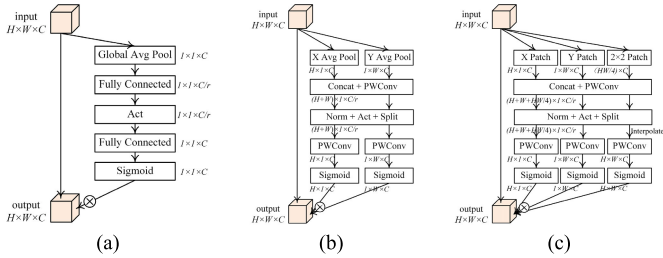 input
H×W×C
Global Avg Pool
1×1×C
Fully Connected
1×1×C/r
Act
1×1×C/r
Fully Connected
1×1×C
Sigmoid
1×1×C
output
H×W×C
(a)
input
H×W×C
X Avg Pool
Y Avg Pool
H×1×C
1×W×C
Concat + PWConv
(H+W)×1×C/r
Norm + Act + Split
(H+W)×1×C/r
PWConv
PWConv
H×1×C
1×W×C
Sigmoid
Sigmoid
H×1×C
1×W×C
output
H×W×C
(b)
input
H×W×C
X Patch
Y Patch
2×2 Patch
H×1×C
1×W×C
(HW/4)×C
Concat + PWConv
(H+W+HW/4)×1×C/r
Norm + Act + Split
(H+W+HW/4)×1×C/r
Interpolate
PWConv
PWConv
PWConv
H×1×C
1×W×C
H×W×C
Sigmoid
Sigmoid
Sigmoid
H×1×C
1×W×C
H×W×C
output
H×W×C
(c)